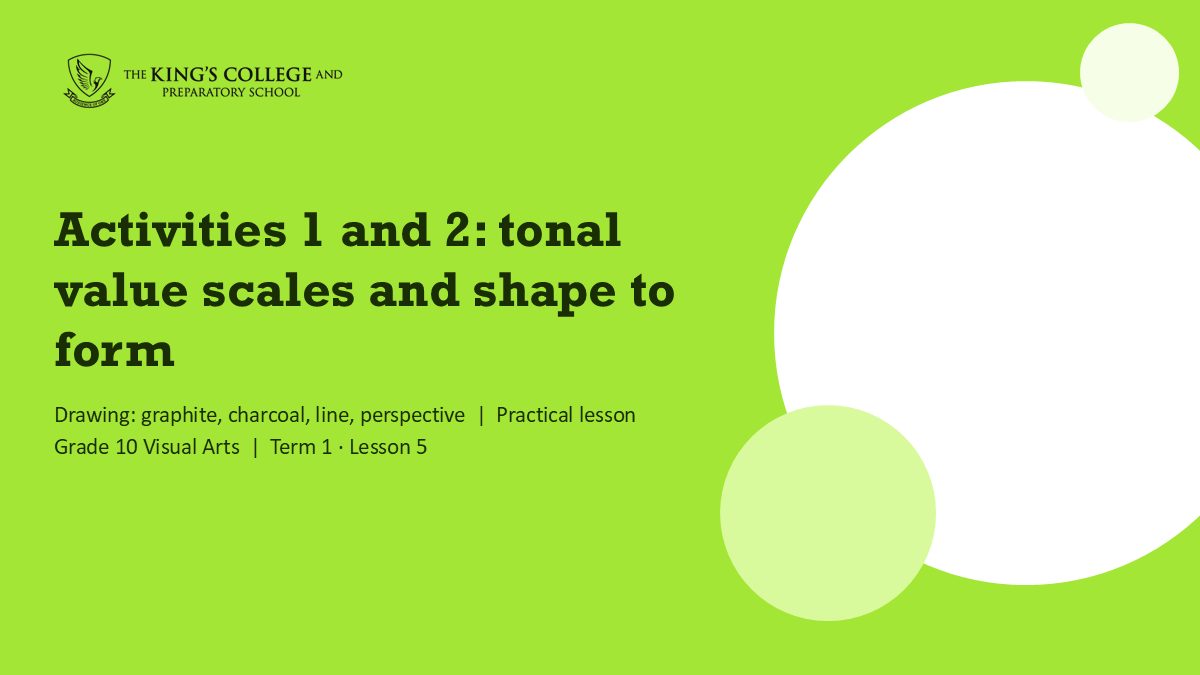 THE KING'S COLLEGE AND
PREPARATORY SCHOOL
Activities 1 and 2: tonal
value scales and shape to
form
Drawing: graphite, charcoal, line, perspective | Practical lesson
Grade 10 Visual Arts | Term 1 · Lesson 5